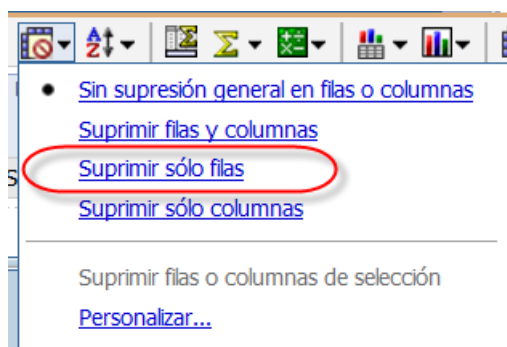 Sin supresión general en filas o columnas
Suprimir filas y columnas
Suprimir sólo filas
Suprimir sólo columnas
Suprimir filas o columnas de selección
Personalizar...